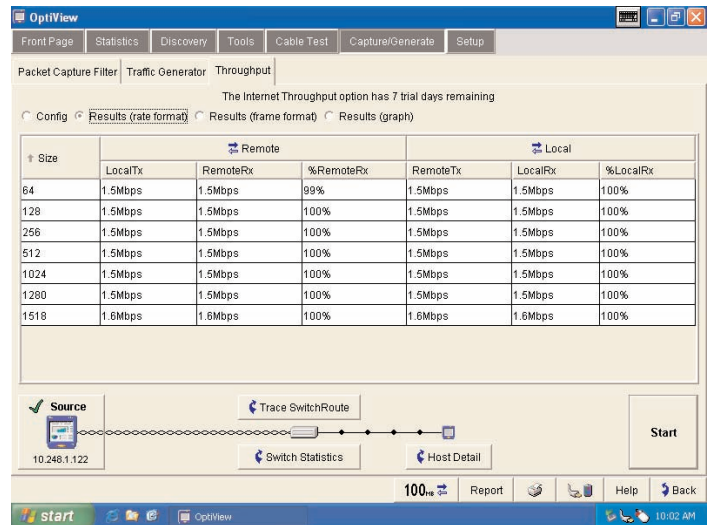 OptiView
Front Page Statistics Discovery Tools Cable Test Capture/Generate Setup
Packet Capture Filter Traffic Generator Throughput
The Internet Throughput option has 7 trial days remaining
Config Results (rate format) Results (frame format) Results (graph)
Size Remote Local
LocalTx RemoteRx %RemoteRx RemoteTx LocalRx %LocalRx
64 1.5Mbps 1.5Mbps 99% 1.5Mbps 1.5Mbps 100%
128 1.5Mbps 1.5Mbps 100% 1.5Mbps 1.5Mbps 100%
256 1.5Mbps 1.5Mbps 100% 1.5Mbps 1.5Mbps 100%
512 1.5Mbps 1.5Mbps 100% 1.5Mbps 1.5Mbps 100%
1024 1.5Mbps 1.5Mbps 100% 1.5Mbps 1.5Mbps 100%
1280 1.5Mbps 1.5Mbps 100% 1.5Mbps 1.5Mbps 100%
1518 1.6Mbps 1.6Mbps 100% 1.6Mbps 1.6Mbps 100%
Source
Trace SwitchRoute
Start
10.248.1.122
Switch Statistics Host Detail
100MB Report Help Back
start OptiView 10:02 AM